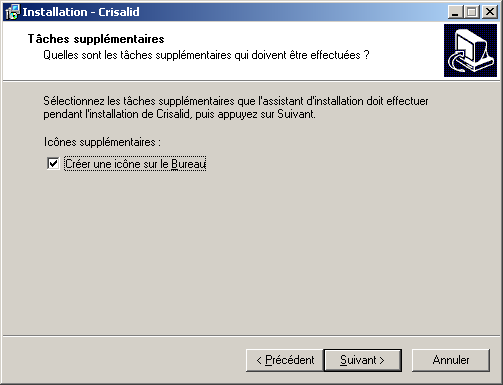 Installation - Crisalid
Tâches supplémentaires
Quelles sont les tâches supplémentaires qui doivent être effectuées ?
Sélectionnez les tâches supplémentaires que l'assistant d'installation doit effectuer
pendant l'installation de Crisalid, puis appuyez sur Suivant.
Icônes supplémentaires :
Créer une icône sur le Bureau
< Précédent
Suivant >
Annuler